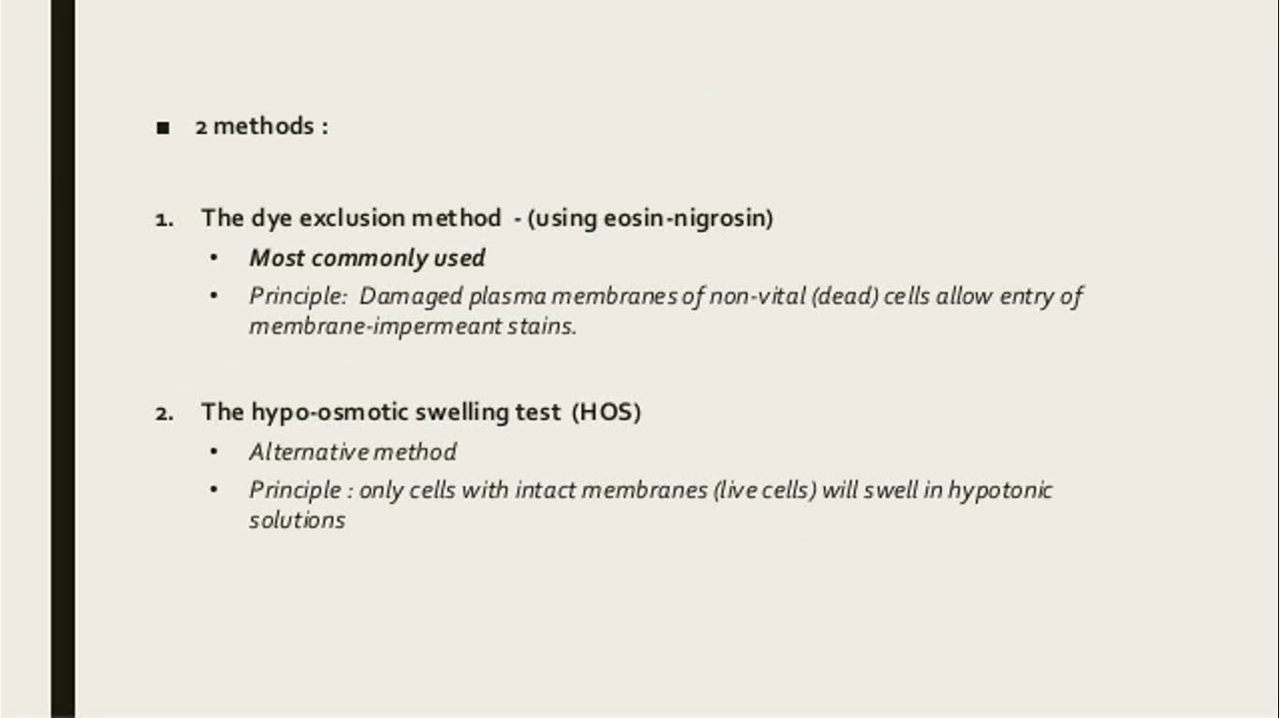 ▪ 2 methods :
1. The dye exclusion method - (using eosin-nigrosin)
• Most commonly used
• Principle: Damaged plasma membranes of non-vital (dead) cells allow entry of
membrane-impermeant stains.
2. The hypo-osmotic swelling test (HOS)
• Alternative method
• Principle : only cells with intact membranes (live cells) will swell in hypotonic
solutions